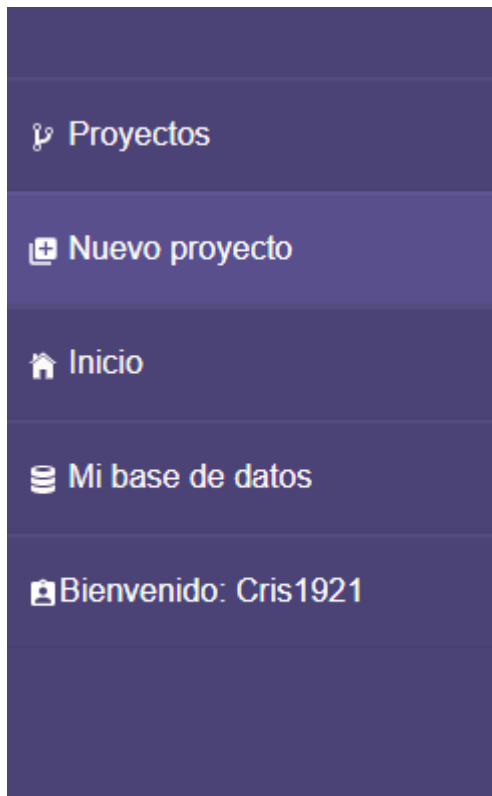 Proyectos
Nuevo proyecto
Inicio
Mi base de datos
Bienvenido: Cris1921